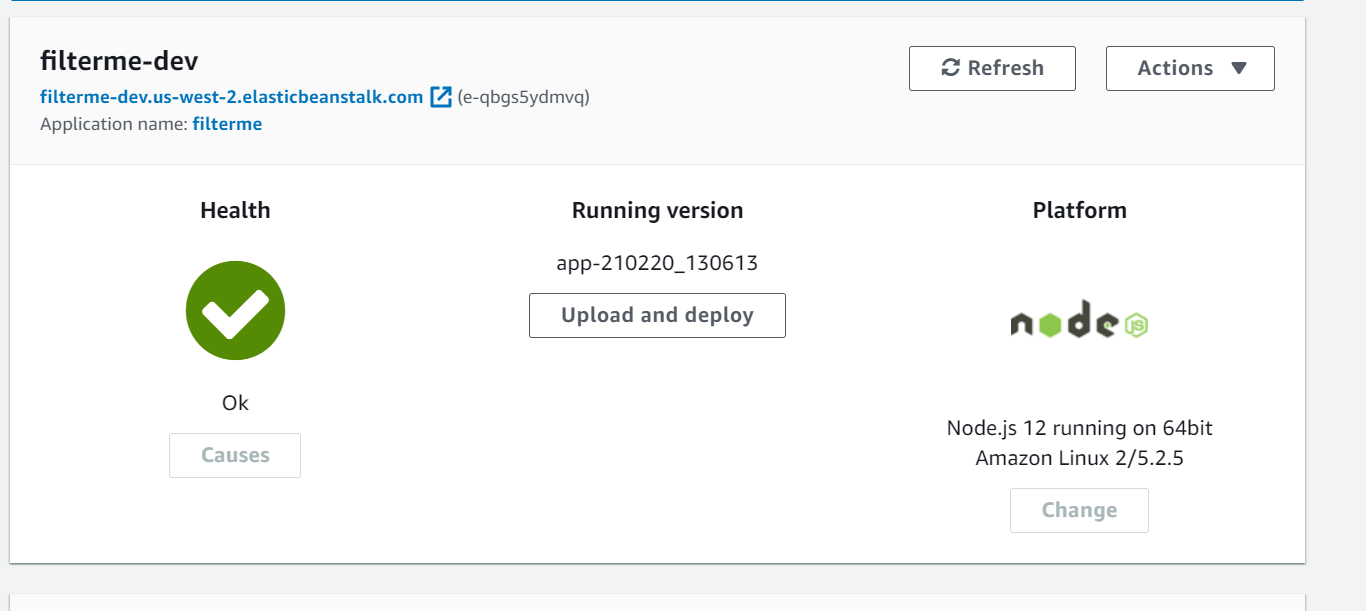 filterme-dev
Refresh
Actions
filterme-dev.us-west-2.elasticbeanstalk.com (e-qbgs5ydmvq)
Application name: filterme
Health
Running version
Platform
app-210220_130613
Upload and deploy
node JS
Ok
Causes
Node.js 12 running on 64bit
Amazon Linux 2/5.2.5
Change